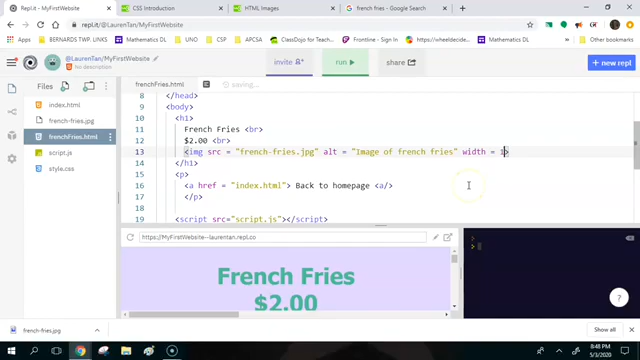 Repl.it - MyFirstWebsite
CSS Introduction
HTML Images
french fries - Google Search
repl.it/@LaurenTan/MyFirstWebsite
Apps
BERNARDS TWP. LINKS
Mathematics DL
UNO
APCSA
ClassDojo for Teach...
https://wheeldecide...
Mathematics DL
Other bookmarks
@LaurenTan/MyFirstWebsite
No description
invite
run
share
+ new repl
Files
index.html
french-fries.jpg
frenchFries.html
script.js
style.css
frenchFries.html
saving...
8 </head>
9 <body>
10 <h1>
11 French Fries <br>
12 $2.00 <br>
13 <img src = "french-fries.jpg" alt = "Image of french fries" width = 1>
14 </h1>
15 <p>
16 <a href = "index.html"> Back to homepage <a/>
17 </p>
18
19 <script src="script.js"></script>
https://MyFirstWebsite--laurentan.repl.co
French Fries
$2.00
?
french-fries.jpg
Show all
8:48 PM
5/3/2020